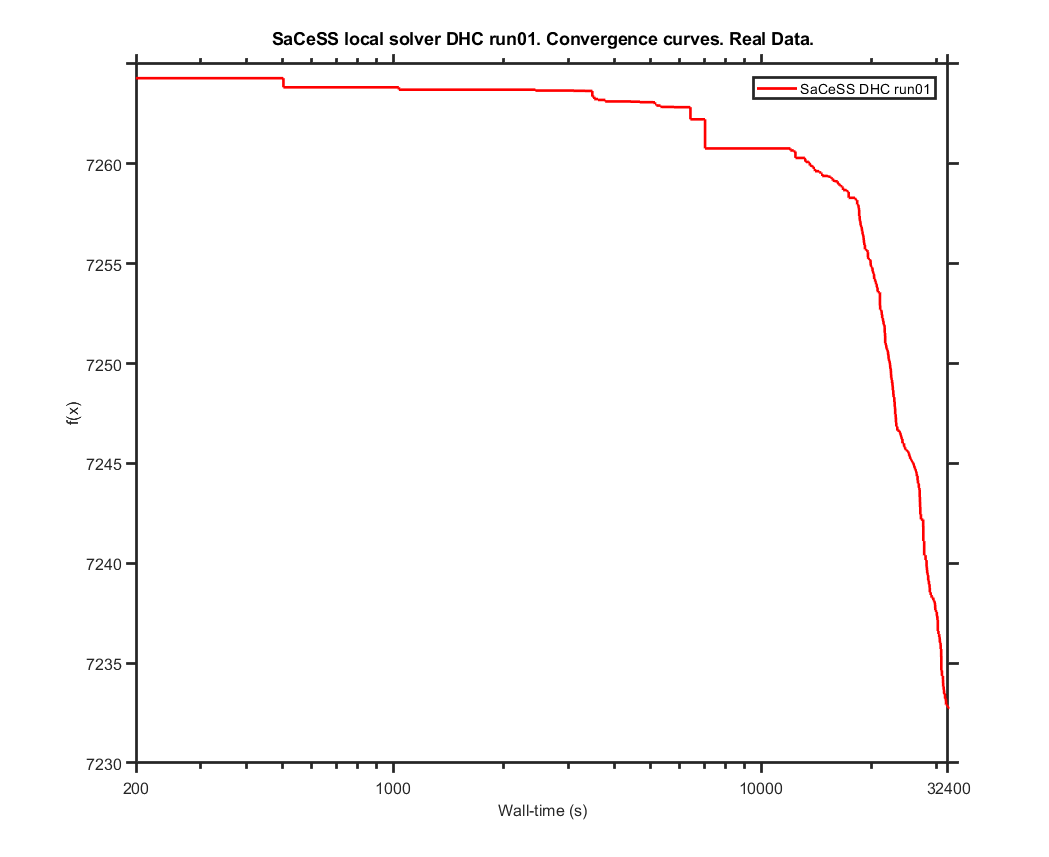 SaCeSS local solver DHC run01. Convergence curves. Real Data.
SaCeSS DHC run01
7260
7255
7250
7245
7240
7235
7230
f(x)
200
1000
10000
32400
Wall-time (s)